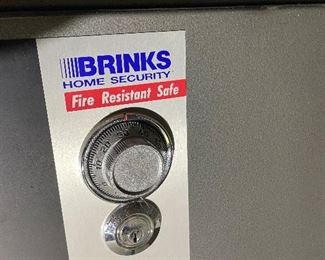 BRINKS
HOME SECURITY
Fire Resistant Safe